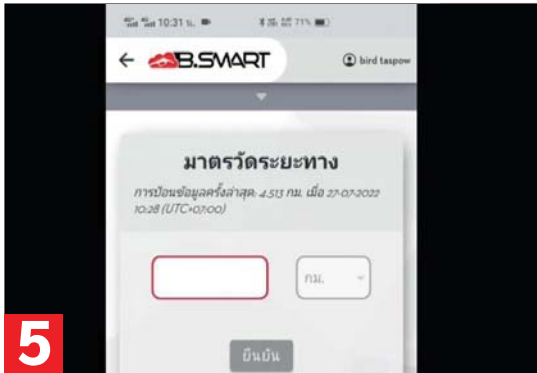 10:31 น. 71%
B.SMART
bird taspow
มาตรวัดระยะทาง
การป้อนข้อมูลครั้งล่าสุด: 4.513 กม. เมื่อ 27-07-2022
10:28 (UTC+07:00)
กม.
ยืนยัน
5